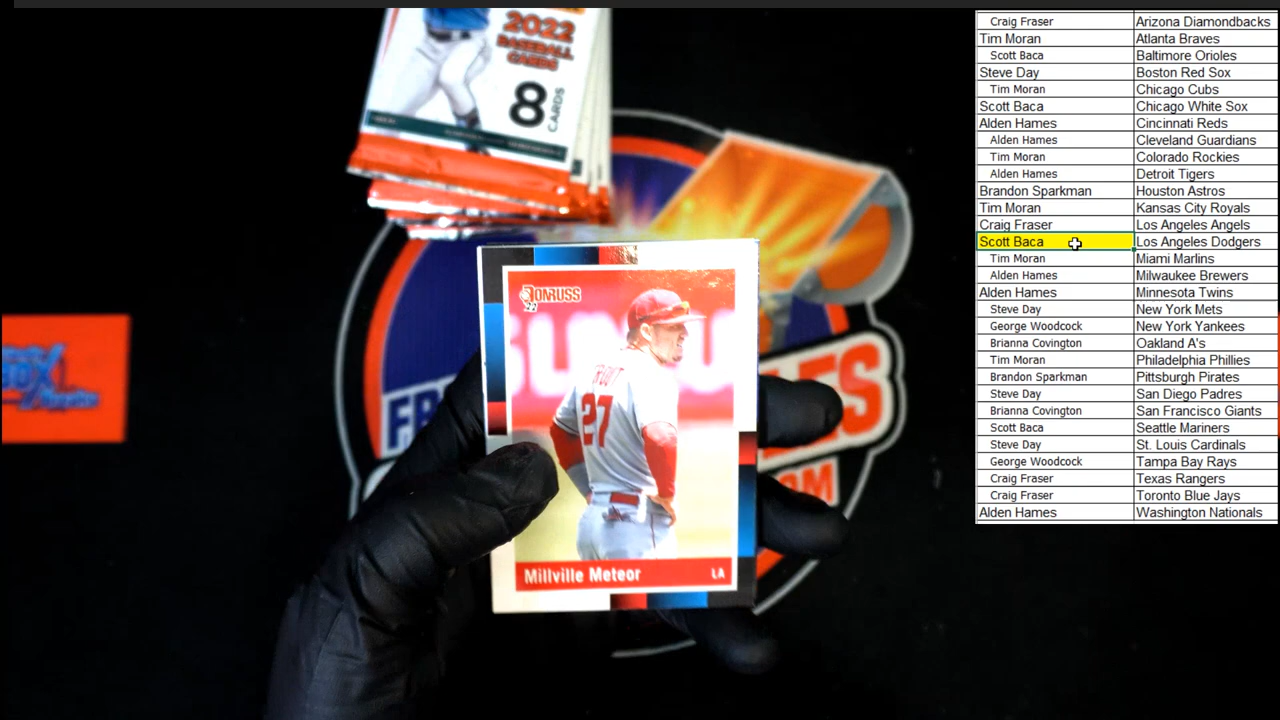 2022
BASEBALL
CARDS
8
CARDS
DONRUSS
22
TROUT
27
Millville Meteor LA
FR
ES
OM
BOX
Craig Fraser Arizona Diamondbacks
Tim Moran Atlanta Braves
Scott Baca Baltimore Orioles
Steve Day Boston Red Sox
Tim Moran Chicago Cubs
Scott Baca Chicago White Sox
Alden Hames Cincinnati Reds
Alden Hames Cleveland Guardians
Tim Moran Colorado Rockies
Alden Hames Detroit Tigers
Brandon Sparkman Houston Astros
Tim Moran Kansas City Royals
Craig Fraser Los Angeles Angels
Scott Baca Los Angeles Dodgers
Tim Moran Miami Marlins
Alden Hames Milwaukee Brewers
Alden Hames Minnesota Twins
Steve Day New York Mets
George Woodcock New York Yankees
Brianna Covington Oakland A's
Tim Moran Philadelphia Phillies
Brandon Sparkman Pittsburgh Pirates
Steve Day San Diego Padres
Brianna Covington San Francisco Giants
Scott Baca Seattle Mariners
Steve Day St. Louis Cardinals
George Woodcock Tampa Bay Rays
Craig Fraser Texas Rangers
Craig Fraser Toronto Blue Jays
Alden Hames Washington Nationals